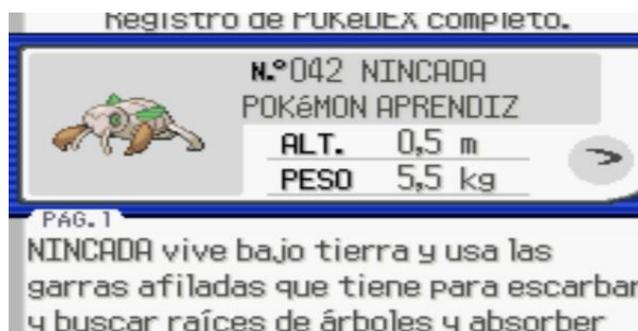 Registro de POKéDEX completo.
N.º042 NINCADA
POKéMON APRENDIZ
ALT. 0,5 m
PESO 5,5 kg
PÁG.1
NINCADA vive bajo tierra y usa las
garras afiladas que tiene para escarbar
y buscar raíces de árboles y absorber